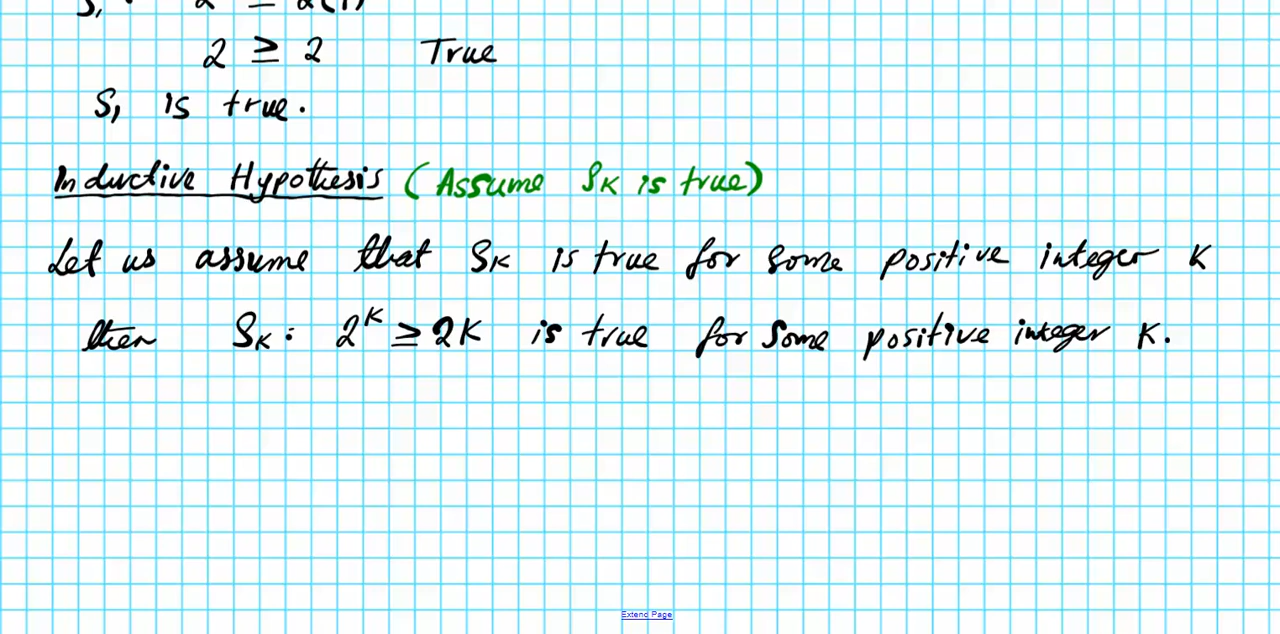 2 ≥ 2 True
S₁ is true.
Inductive Hypothesis (Assume Sₖ is true)
Let us assume that Sₖ is true for some positive integer K
then Sₖ: 2ᴷ ≥ 2K is true for some positive integer K.
Extend Page